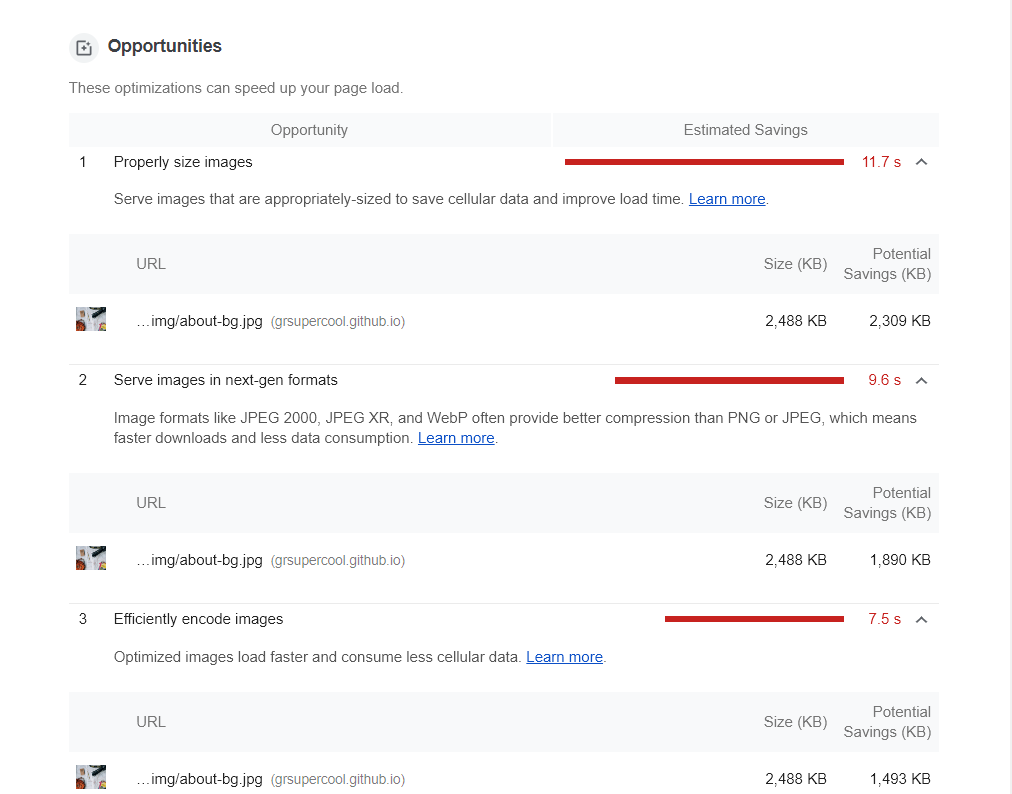 Opportunities
These optimizations can speed up your page load.
Opportunity Estimated Savings
1 Properly size images 11.7 s
Serve images that are appropriately-sized to save cellular data and improve load time. Learn more.
URL Size (KB) Potential Savings (KB)
…img/about-bg.jpg (grsupercool.github.io) 2,488 KB 2,309 KB
2 Serve images in next-gen formats 9.6 s
Image formats like JPEG 2000, JPEG XR, and WebP often provide better compression than PNG or JPEG, which means
faster downloads and less data consumption. Learn more.
URL Size (KB) Potential Savings (KB)
…img/about-bg.jpg (grsupercool.github.io) 2,488 KB 1,890 KB
3 Efficiently encode images 7.5 s
Optimized images load faster and consume less cellular data. Learn more.
URL Size (KB) Potential Savings (KB)
…img/about-bg.jpg (grsupercool.github.io) 2,488 KB 1,493 KB